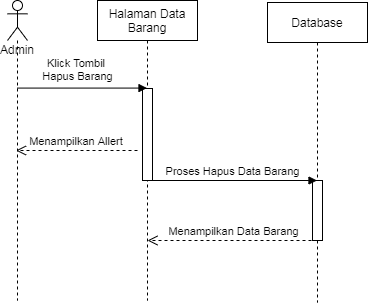 Halaman Data
Barang
Database
Admin
Klick Tombil
Hapus Barang
Menampilkan Allert
Proses Hapus Data Barang
Menampilkan Data Barang